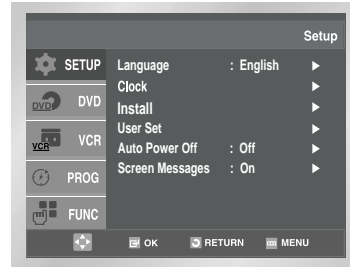 Setup
SETUP
Language : English
Clock
DVD DVD
Install
User Set
VCR VCR
Auto Power Off : Off
Screen Messages : On
PROG
FUNC
OK RETURN MENU